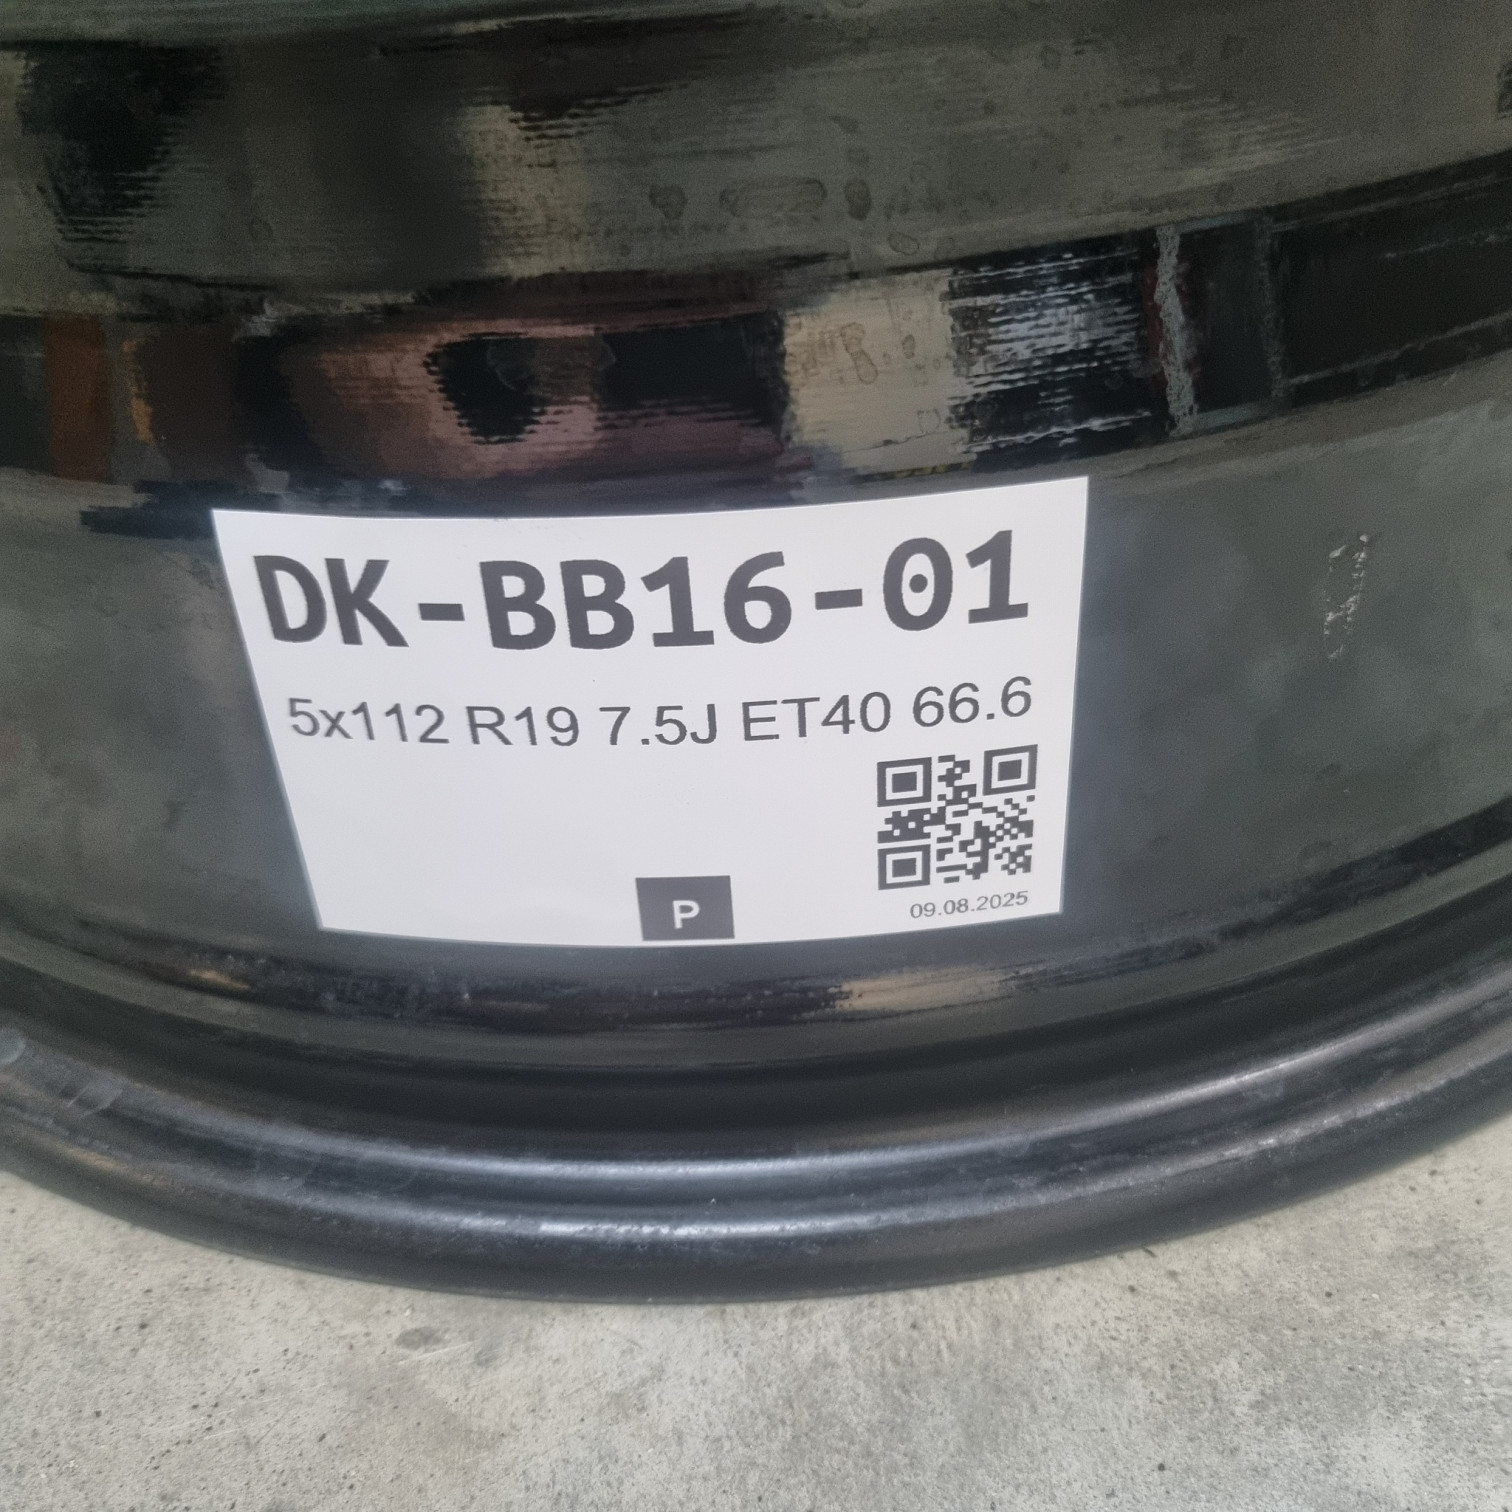 DK-BB16-01
5x112 R19 7.5J ET40 66.6
P
09.08.2025